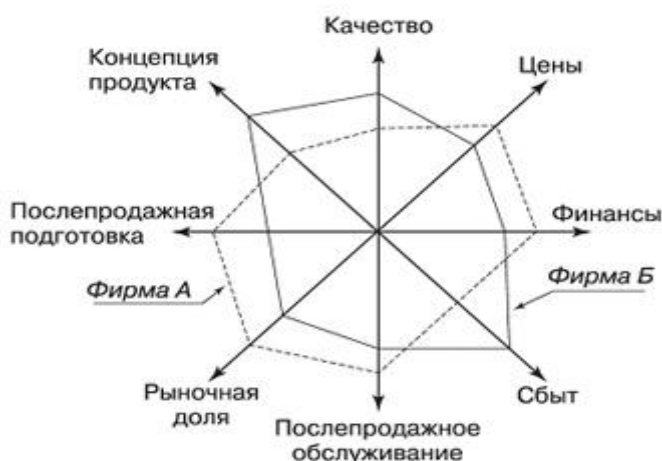 Качество
Концепция
продукта
Цены
Послепродажная
подготовка
Финансы
Фирма А
Фирма Б
Рыночная
доля
Сбыт
Послепродажное
обслуживание